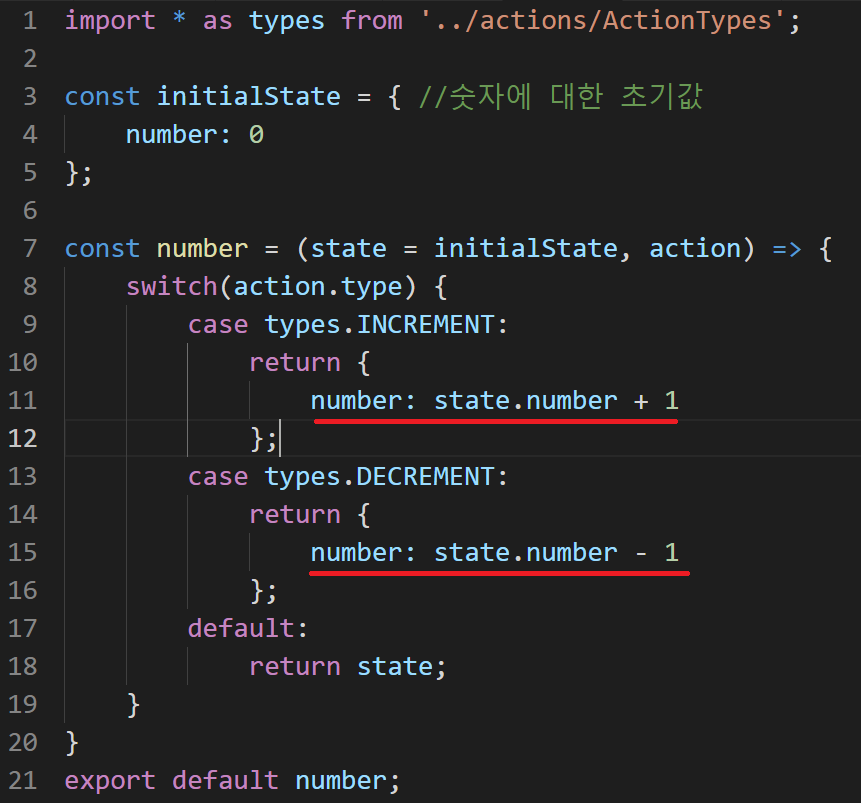 1 import * as types from '../actions/ActionTypes';
2
3 const initialState = { //숫자에 대한 초기값
4     number: 0
5 };
6
7 const number = (state = initialState, action) => {
8     switch(action.type) {
9         case types.INCREMENT:
10             return {
11                 number: state.number + 1
12             };
13         case types.DECREMENT:
14             return {
15                 number: state.number - 1
16             };
17         default:
18             return state;
19     }
20 }
21 export default number;